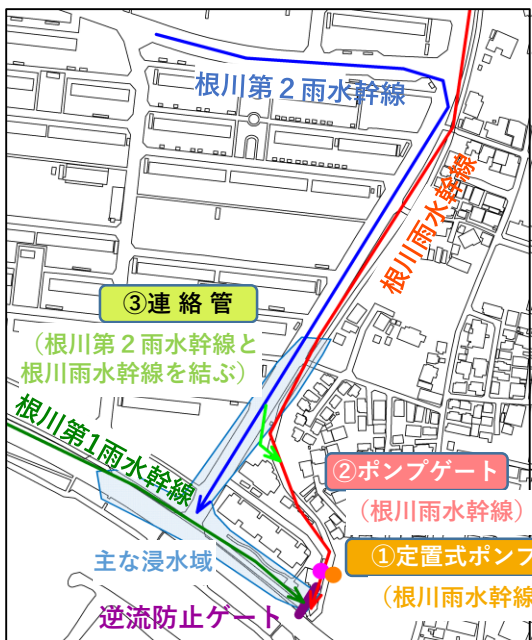 根川第２雨水幹線
根川雨水幹線
③連 絡 管
（根川第２雨水幹線と
根川雨水幹線を結ぶ）
根川第1雨水幹線
②ポンプゲート
（根川雨水幹線）
主な浸水域
①定置式ポンプ
（根川雨水幹線
逆流防止ゲート